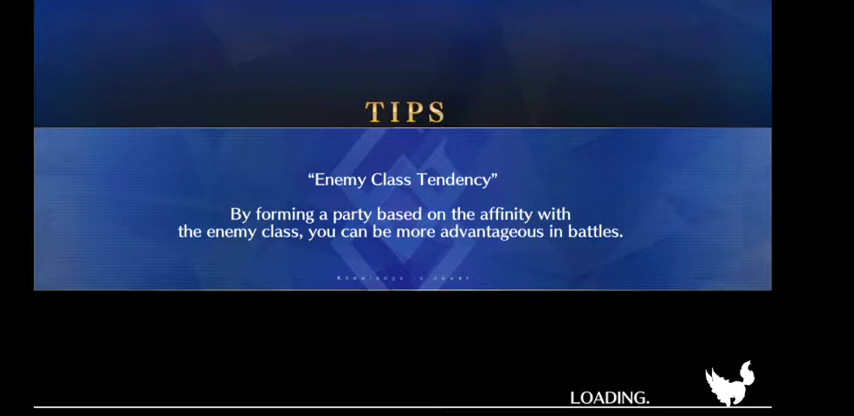 TIPS
“Enemy Class Tendency”
By forming a party based on the affinity with
the enemy class, you can be more advantageous in battles.
Knowledge is power
LOADING.